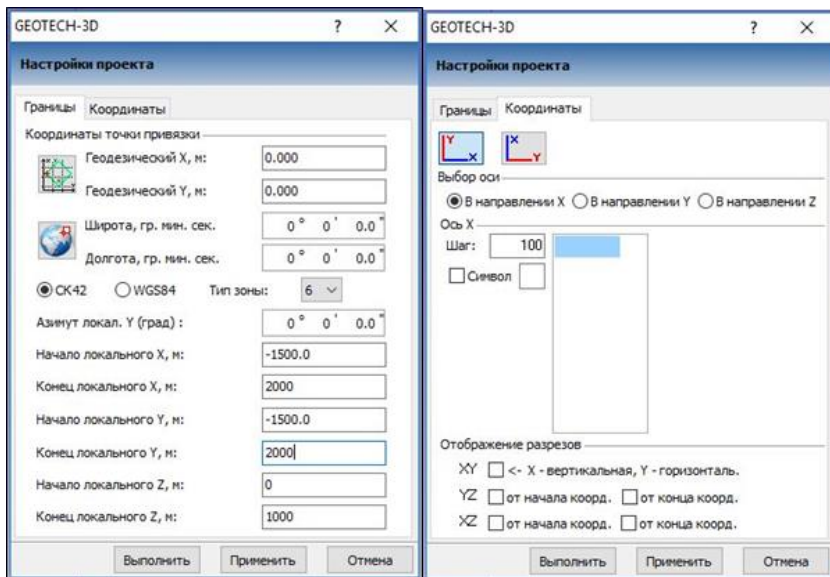 GEOTECH-3D ? ×
Настройки проекта
Границы Координаты
Координаты точки привязки
Геодезический X, м: 0.000
Геодезический Y, м: 0.000
Широта, гр. мин. сек. 0 ° 0 ' 0.0 "
Долгота, гр. мин. сек. 0 ° 0 ' 0.0 "
СК42 WGS84 Тип зоны: 6
Азимут локал. Y (град) : 0 ° 0 ' 0.0 "
Начало локального X, м: -1500.0
Конец локального X, м: 2000
Начало локального Y, м: -1500.0
Конец локального Y, м: 2000
Начало локального Z, м: 0
Конец локального Z, м: 1000
Выполнить Применить Отмена
GEOTECH-3D ? ×
Настройки проекта
Границы Координаты
Y X X Y
Выбор оси
В направлении X В направлении Y В направлении Z
Ось X
Шаг: 100
Символ
Отображение разрезов
XY <- X - вертикальная, Y - горизонталь.
YZ от начала коорд. от конца коорд.
XZ от начала коорд. от конца коорд.
Выполнить Применить Отмена